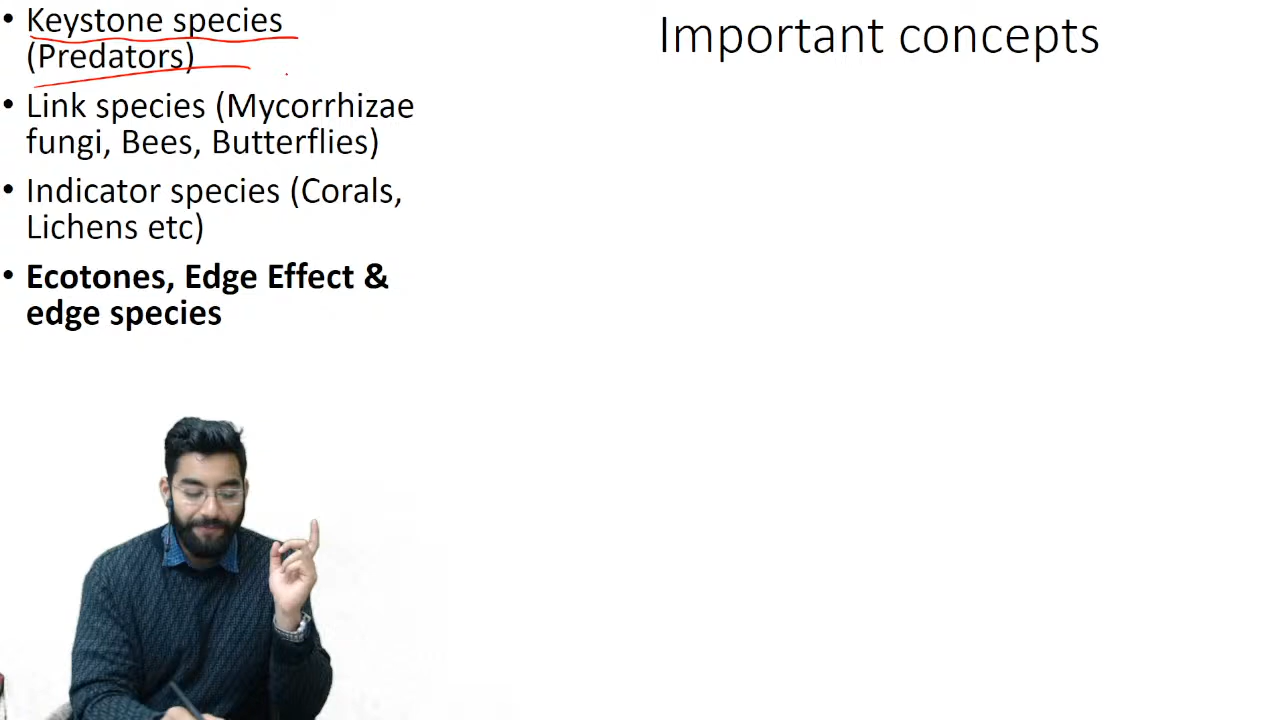 Important concepts
• Keystone species
(Predators)
• Link species (Mycorrhizae
fungi, Bees, Butterflies)
• Indicator species (Corals,
Lichens etc)
• Ecotones, Edge Effect &
edge species